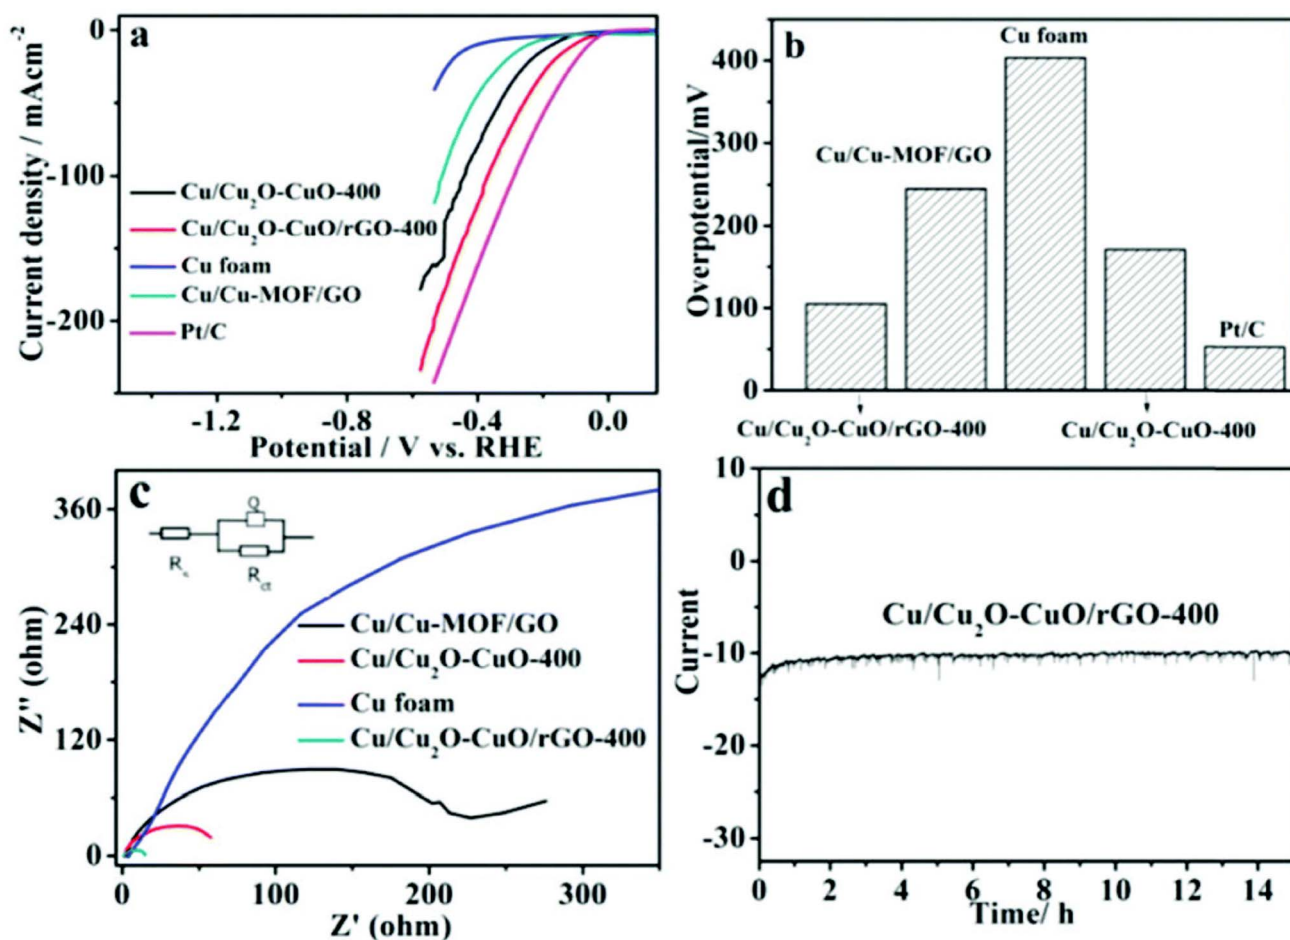 a
Current density / mAcm⁻²
0
-100
-200
Cu/Cu₂O-CuO-400
Cu/Cu₂O-CuO/rGO-400
Cu foam
Cu/Cu-MOF/GO
Pt/C
-1.2 -0.8 -0.4 0.0
Potential / V vs. RHE
b
Overpotential/mV
400
300
200
100
0
Cu foam
Cu/Cu-MOF/GO
Pt/C
Cu/Cu₂O-CuO/rGO-400
Cu/Cu₂O-CuO-400
c
Z'' (ohm)
360
240
120
0
Q
Rₛ
R_ct
Cu/Cu-MOF/GO
Cu/Cu₂O-CuO-400
Cu foam
Cu/Cu₂O-CuO/rGO-400
0 100 200 300
Z' (ohm)
d
Current
10
0
-10
-20
-30
Cu/Cu₂O-CuO/rGO-400
0 2 4 6 8 10 12 14
Time/ h